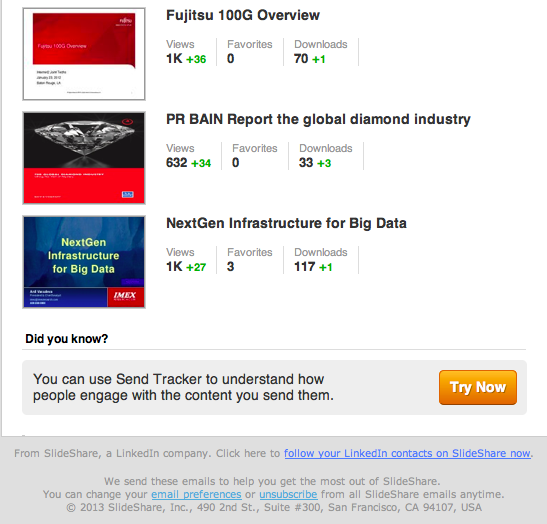 Fujitsu 100G Overview
Fujitsu 100G Overview
Views Favorites Downloads
1K +36 0 70 +1
PR BAIN Report the global diamond industry
THE GLOBAL DIAMOND INDUSTRY
Views Favorites Downloads
632 +34 0 33 +3
NextGen Infrastructure for Big Data
NextGen
Infrastructure
for Big Data
IMEX
Views Favorites Downloads
1K +27 3 117 +1
Did you know?
You can use Send Tracker to understand how
people engage with the content you send them.
Try Now
From SlideShare, a LinkedIn company. Click here to follow your LinkedIn contacts on SlideShare now.
We send these emails to help you get the most out of SlideShare.
You can change your email preferences or unsubscribe from all SlideShare emails anytime.
© 2013 SlideShare, Inc., 490 2nd St., Suite #300, San Francisco, CA 94107, USA